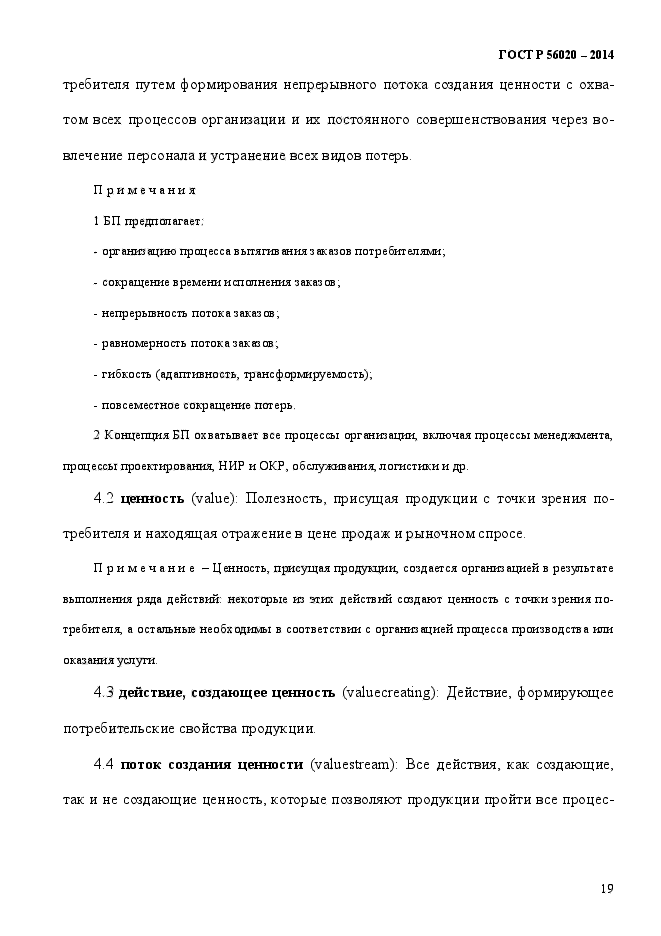 ГОСТ Р 56020 – 2014
требителя путем формирования непрерывного потока создания ценности с охва-
том всех процессов организации и их постоянного совершенствования через во-
влечение персонала и устранение всех видов потерь.
П р и м е ч а н и я
1 БП предполагает:
- организацию процесса вытягивания заказов потребителями;
- сокращение времени исполнения заказов;
- непрерывность потока заказов;
- равномерность потока заказов;
- гибкость (адаптивность, трансформируемость);
- повсеместное сокращение потерь.
2 Концепция БП охватывает все процессы организации, включая процессы менеджмента,
процессы проектирования, НИР и ОКР, обслуживания, логистики и др.
4.2 ценность (value): Полезность, присущая продукции с точки зрения по-
требителя и находящая отражение в цене продаж и рыночном спросе.
П р и м е ч а н и е – Ценность, присущая продукции, создается организацией в результате
выполнения ряда действий: некоторые из этих действий создают ценность с точки зрения по-
требителя, а остальные необходимы в соответствии с организацией процесса производства или
оказания услуги.
4.3 действие, создающее ценность (valuecreating): Действие, формирующее
потребительские свойства продукции.
4.4 поток создания ценности (valuestream): Все действия, как создающие,
так и не создающие ценность, которые позволяют продукции пройти все процес-
19